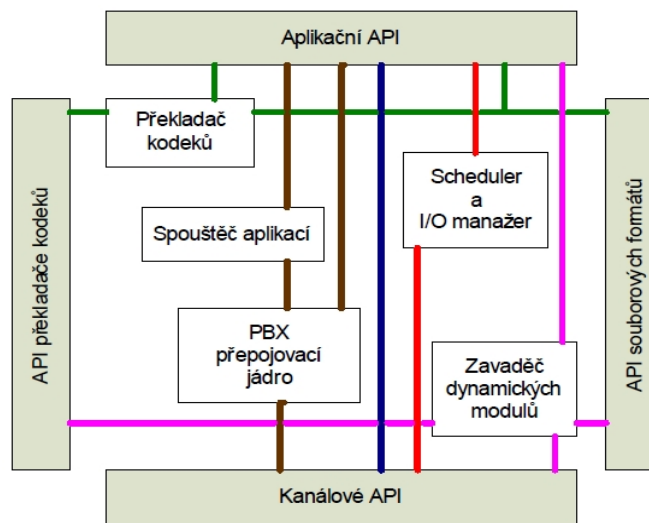 Aplikační API
Překladač
kodeků
Scheduler
a
I/O manažer
Spouštěč aplikací
API překladače kodeků
API souborových formátů
PBX
přepojovací
jádro
Zavaděč
dynamických
modulů
Kanálové API